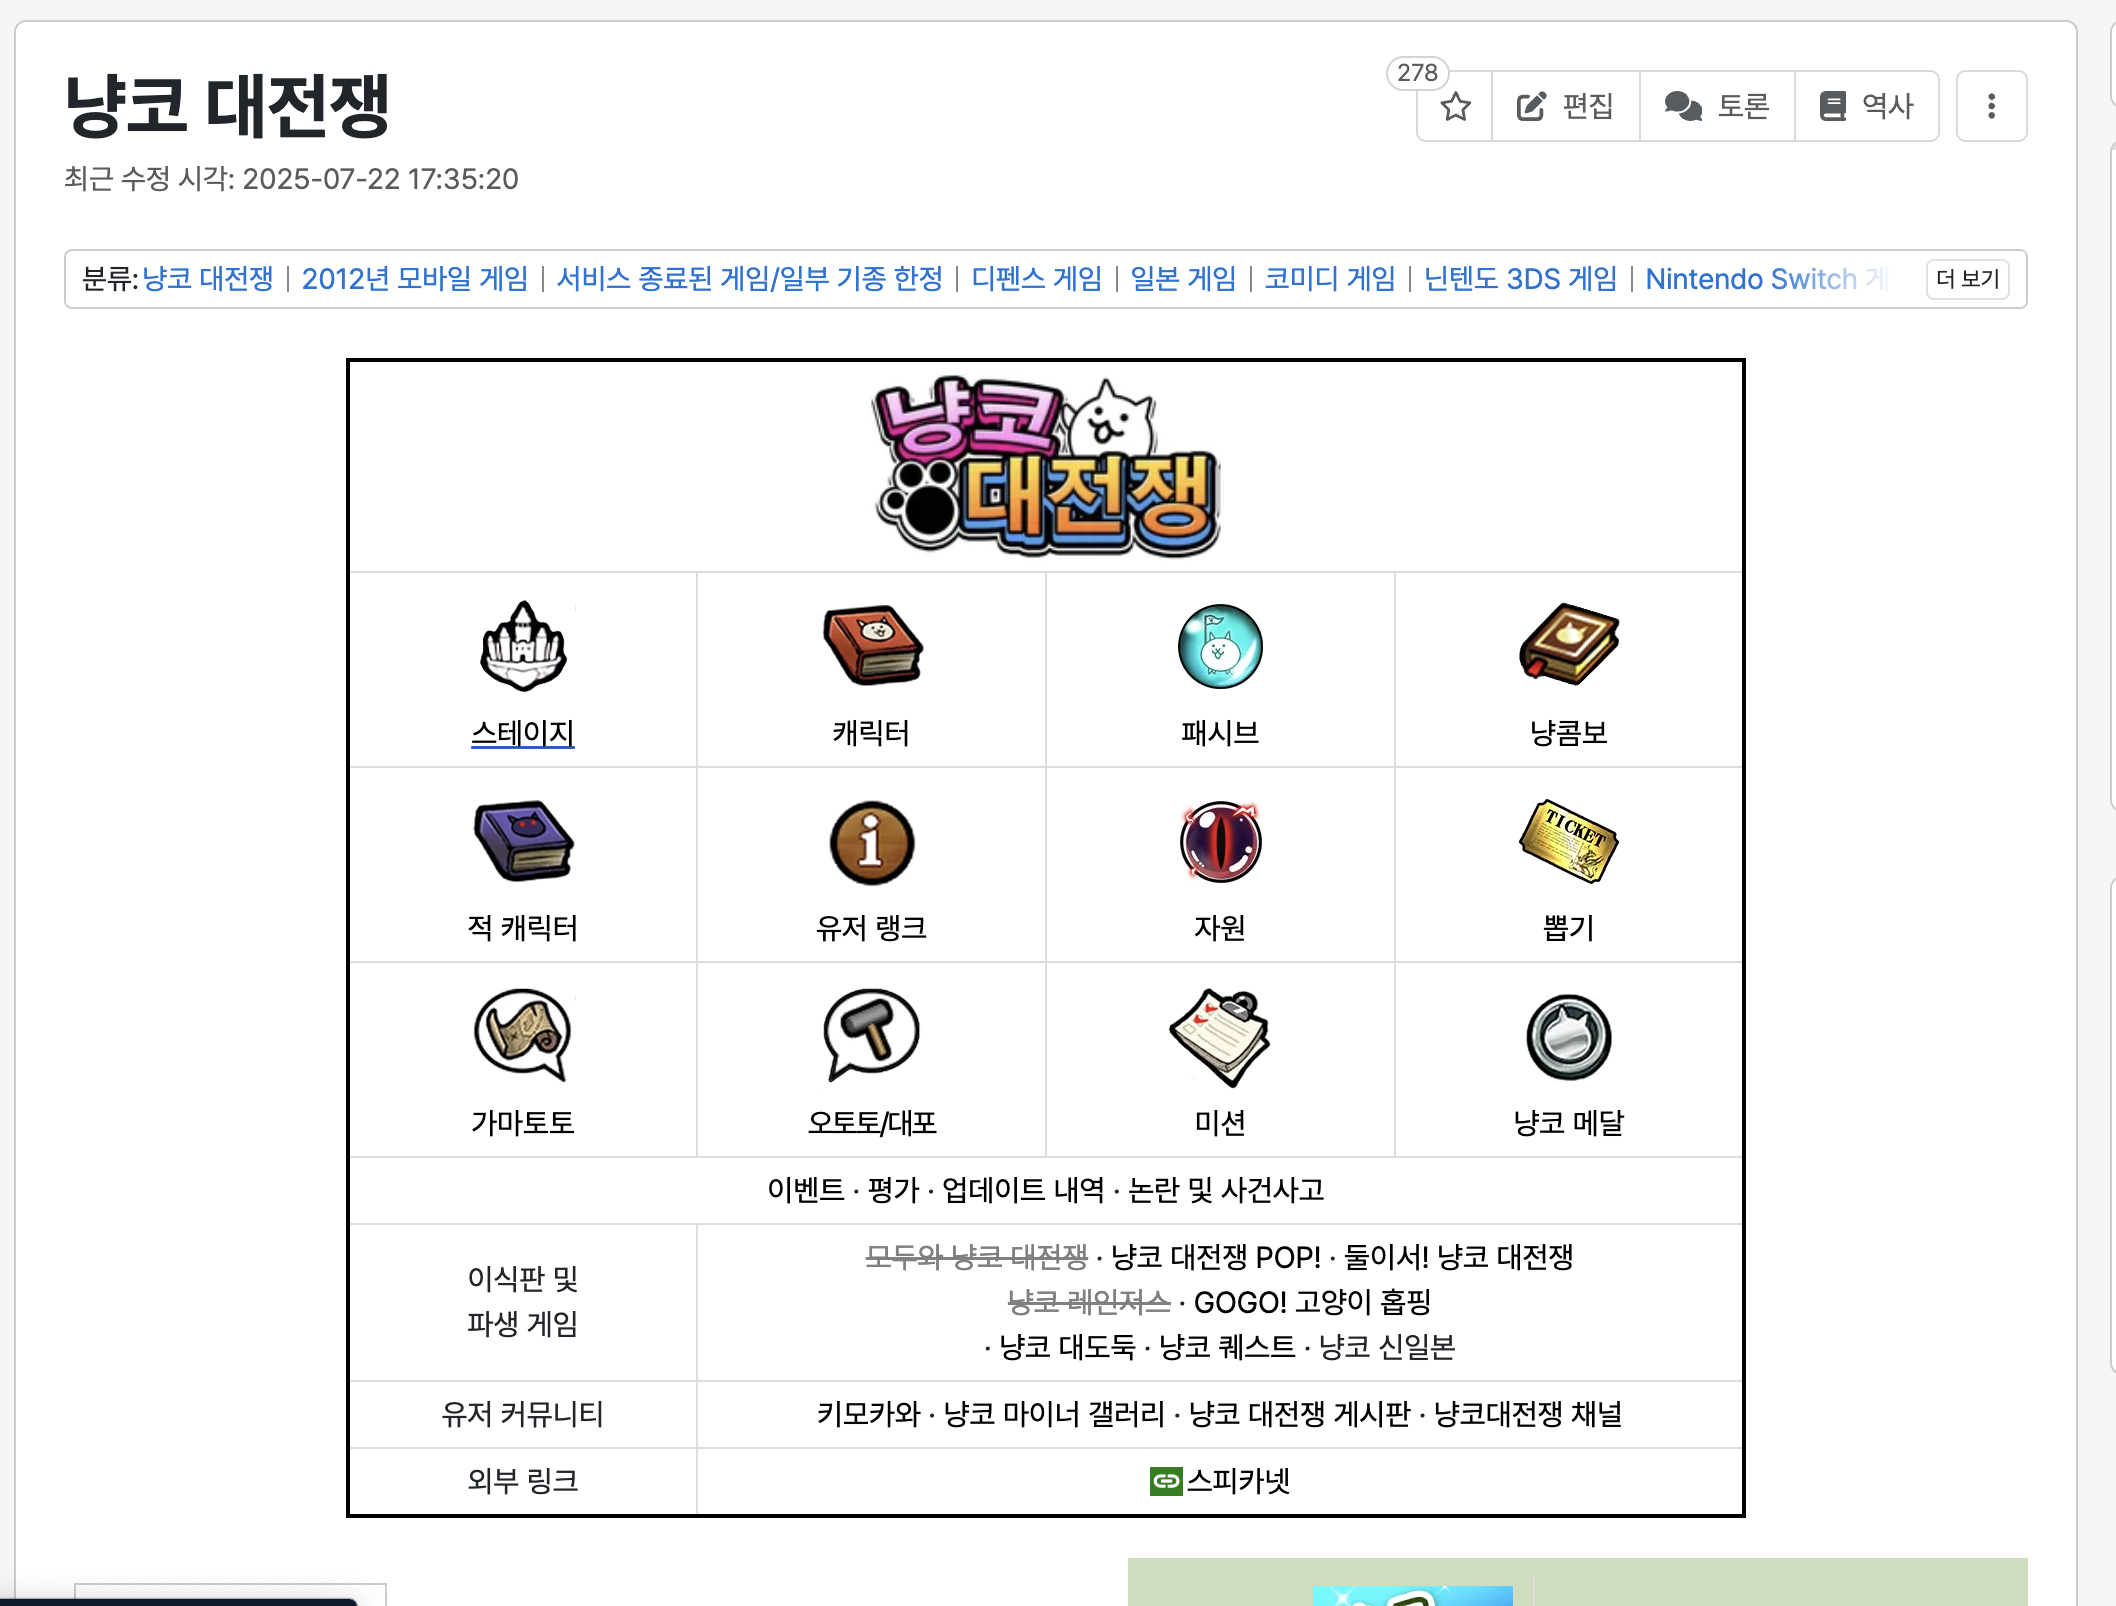 냥코 대전쟁
278
편집
토론
역사
최근 수정 시각: 2025-07-22 17:35:20
분류: 냥코 대전쟁 | 2012년 모바일 게임 | 서비스 종료된 게임/일부 기종 한정 | 디펜스 게임 | 일본 게임 | 코미디 게임 | 닌텐도 3DS 게임 | Nintendo Switch 게
더 보기
냥코
대전쟁
스테이지
캐릭터
패시브
냥콤보
TICKET
적 캐릭터
유저 랭크
자원
뽑기
가마토토
오토토/대포
미션
냥코 메달
이벤트 · 평가 · 업데이트 내역 · 논란 및 사건사고
이식판 및
파생 게임
모두와 냥코 대전쟁 · 냥코 대전쟁 POP! · 둘이서! 냥코 대전쟁
냥코 레인저스 · GOGO! 고양이 홉핑
· 냥코 대도둑 · 냥코 퀘스트 · 냥코 신일본
유저 커뮤니티
키모카와 · 냥코 마이너 갤러리 · 냥코 대전쟁 게시판 · 냥코대전쟁 채널
외부 링크
스피카넷